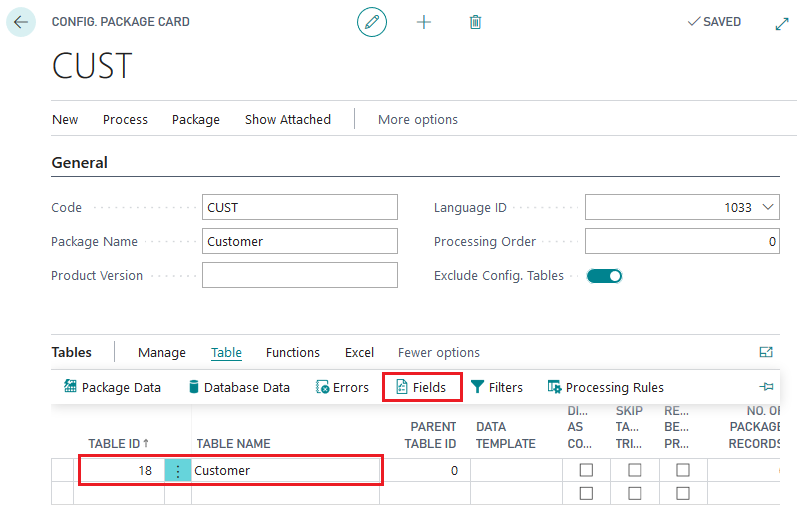 CONFIG. PACKAGE CARD SAVED
CUST
New Process Package Show Attached More options
General
Code CUST Language ID 1033
Package Name Customer Processing Order 0
Product Version Exclude Config. Tables
Tables Manage Table Functions Excel Fewer options
Package Data Database Data Errors Fields Filters Processing Rules
DI... SKIP RE... NO. OF
PARENT DATA AS TA... BE... PACKAGE
TABLE ID ↑ TABLE NAME TABLE ID TEMPLATE CO... TRI... PR... RECORDS
18 Customer 0